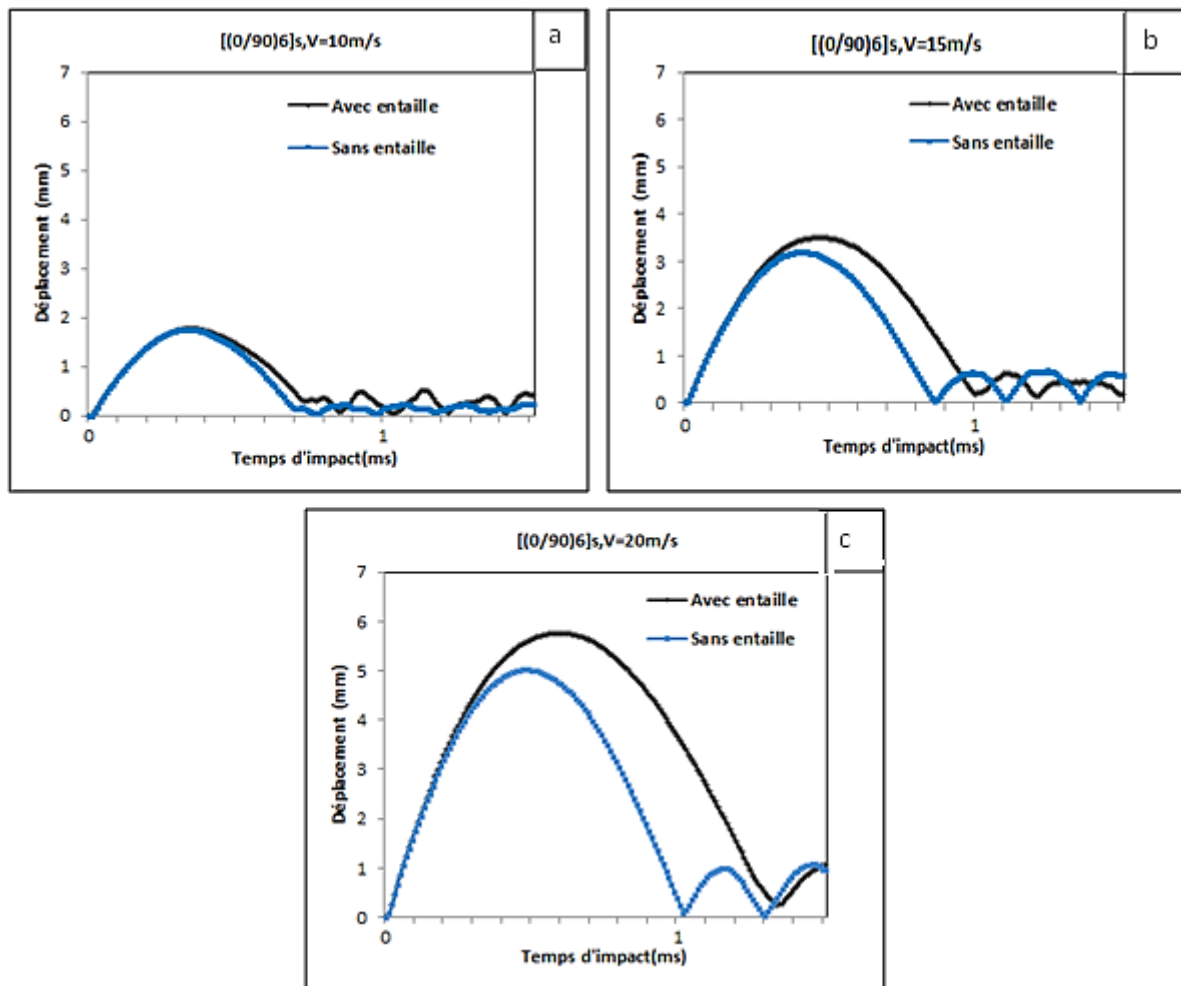 [(0/90)6]s,V=10m/s
a
7
6
5
4
3
2
1
0
Déplacement (mm)
Avec entaille
Sans entaille
0
1
Temps d'impact(ms)
[(0/90)6]s,V=15m/s
b
7
6
5
4
3
2
1
0
Déplacement (mm)
Avec entaille
Sans entaille
0
1
Temps d'impact(ms)
[(0/90)6]s,V=20m/s
c
7
6
5
4
3
2
1
0
Déplacement (mm)
Avec entaille
Sans entaille
0
1
Temps d'impact(ms)